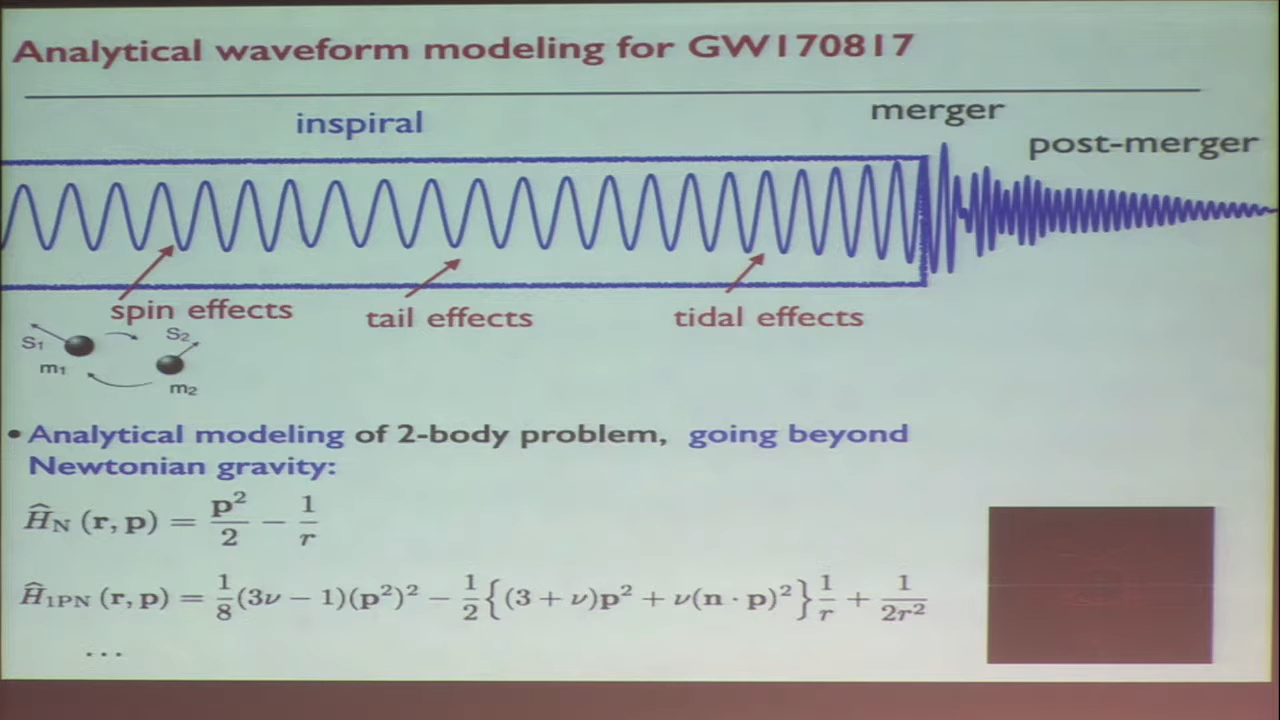 Analytical waveform modeling for GW170817
inspiral
merger
post-merger
spin effects
tail effects
tidal effects
S₁
S₂
m₁
m₂
• Analytical modeling of 2-body problem, going beyond
Newtonian gravity:
Ĥ_N (r, p) = p²/2 − 1/r
Ĥ_1PN (r, p) = 1/8 (3ν − 1)(p²)² − 1/2 {(3 + ν)p² + ν(n · p)²} 1/r + 1/2r²
...